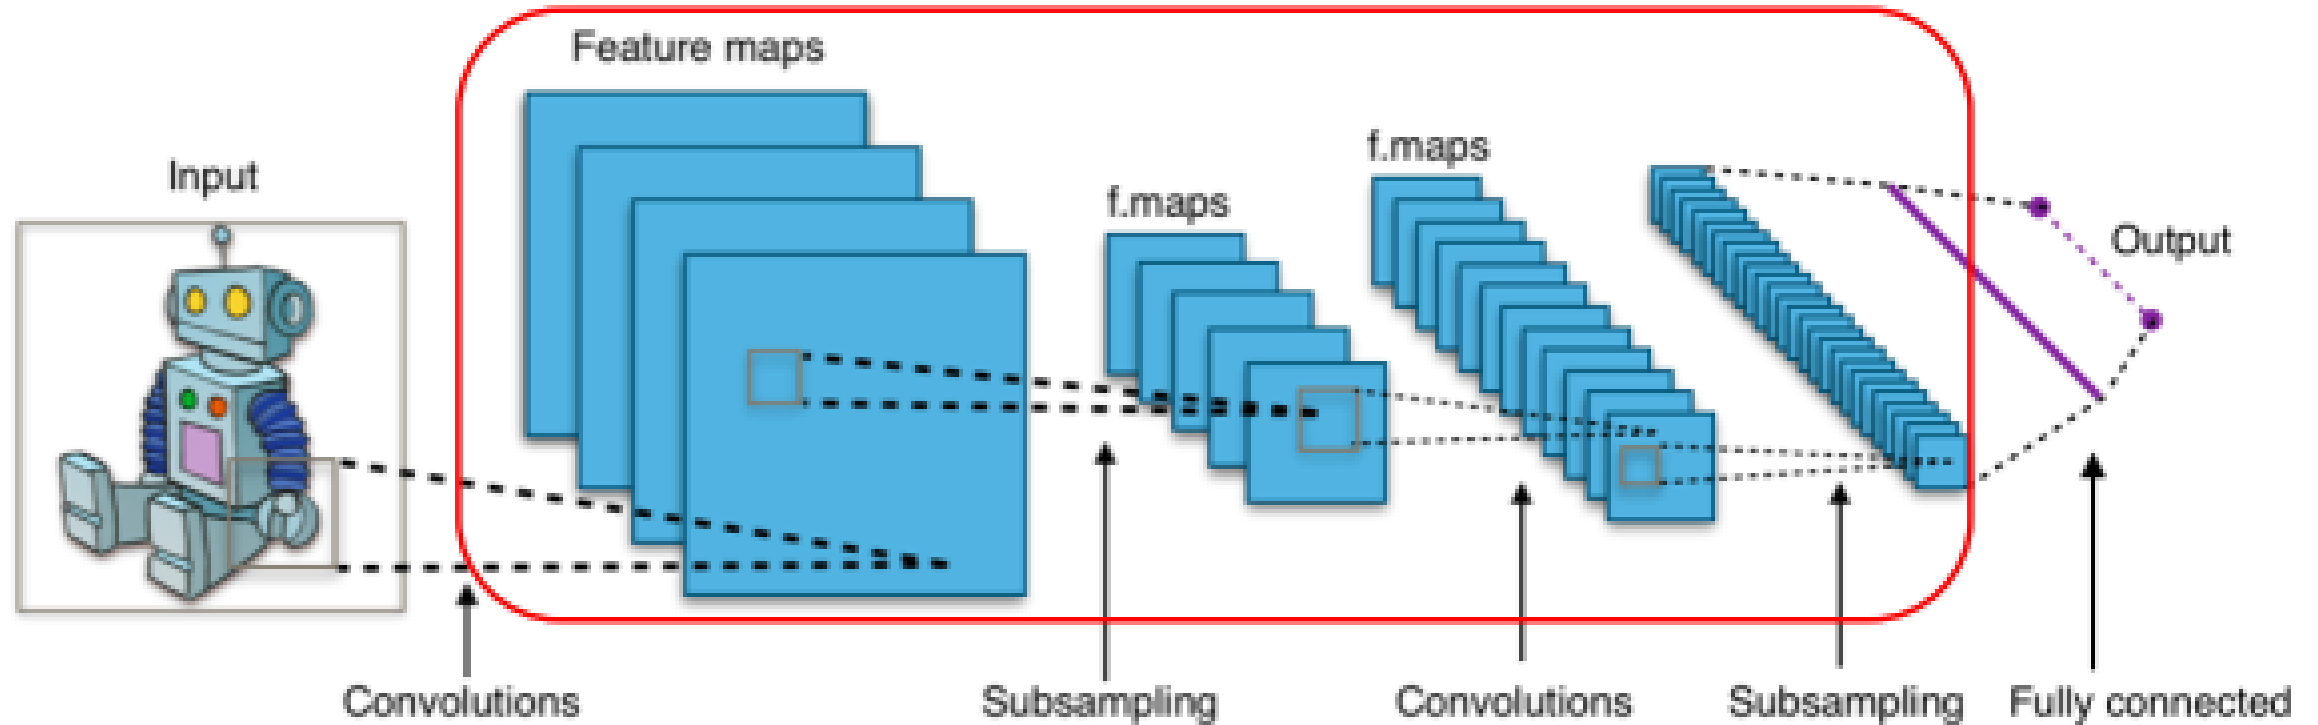 Feature maps
f.maps
Input
f.maps
Output
Convolutions
Subsampling
Convolutions
Subsampling
Fully connected